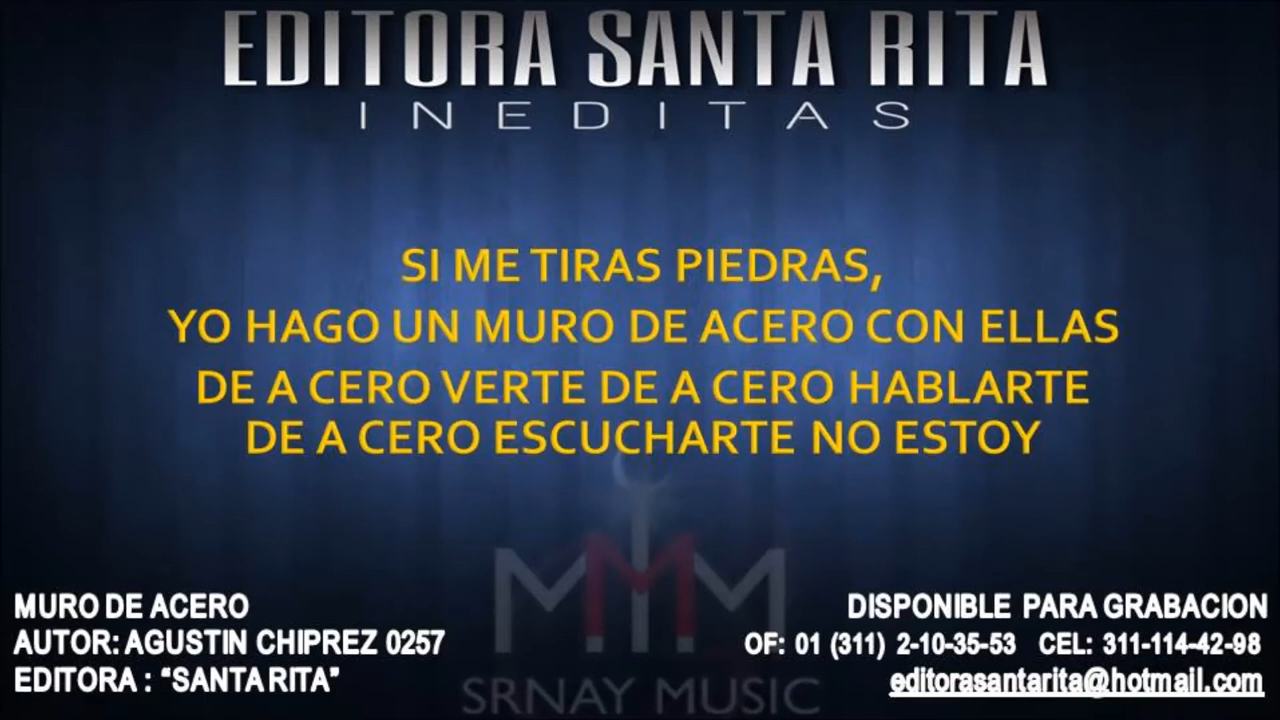 EDITORA SANTA RITA
INEDITAS
SI ME TIRAS PIEDRAS,
YO HAGO UN MURO DE ACERO CON ELLAS
DE A CERO VERTE DE A CERO HABLARTE
DE A CERO ESCUCHARTE NO ESTOY
MURO DE ACERO
AUTOR: AGUSTIN CHIPREZ 0257
EDITORA : “SANTA RITA”
DISPONIBLE PARA GRABACION
OF: 01 (311) 2-10-35-53 CEL: 311-114-42-98
editorasantarita@hotmail.com
MMM
SRNAY MUSIC